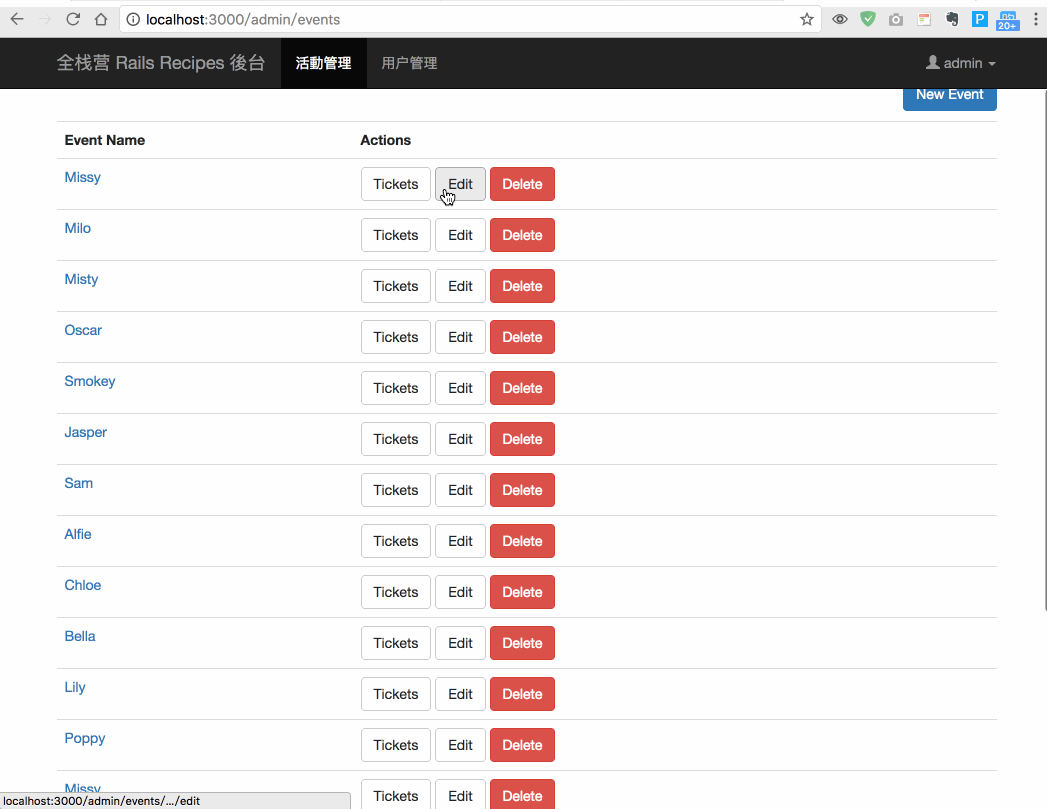 localhost:3000/admin/events
20+
全栈营 Rails Recipes 後台 活動管理 用户管理 admin
New Event
Event Name Actions
Missy Tickets Edit Delete
Milo Tickets Edit Delete
Misty Tickets Edit Delete
Oscar Tickets Edit Delete
Smokey Tickets Edit Delete
Jasper Tickets Edit Delete
Sam Tickets Edit Delete
Alfie Tickets Edit Delete
Chloe Tickets Edit Delete
Bella Tickets Edit Delete
Lily Tickets Edit Delete
Poppy Tickets Edit Delete
Missy Tickets Edit Delete
localhost:3000/admin/events/.../edit